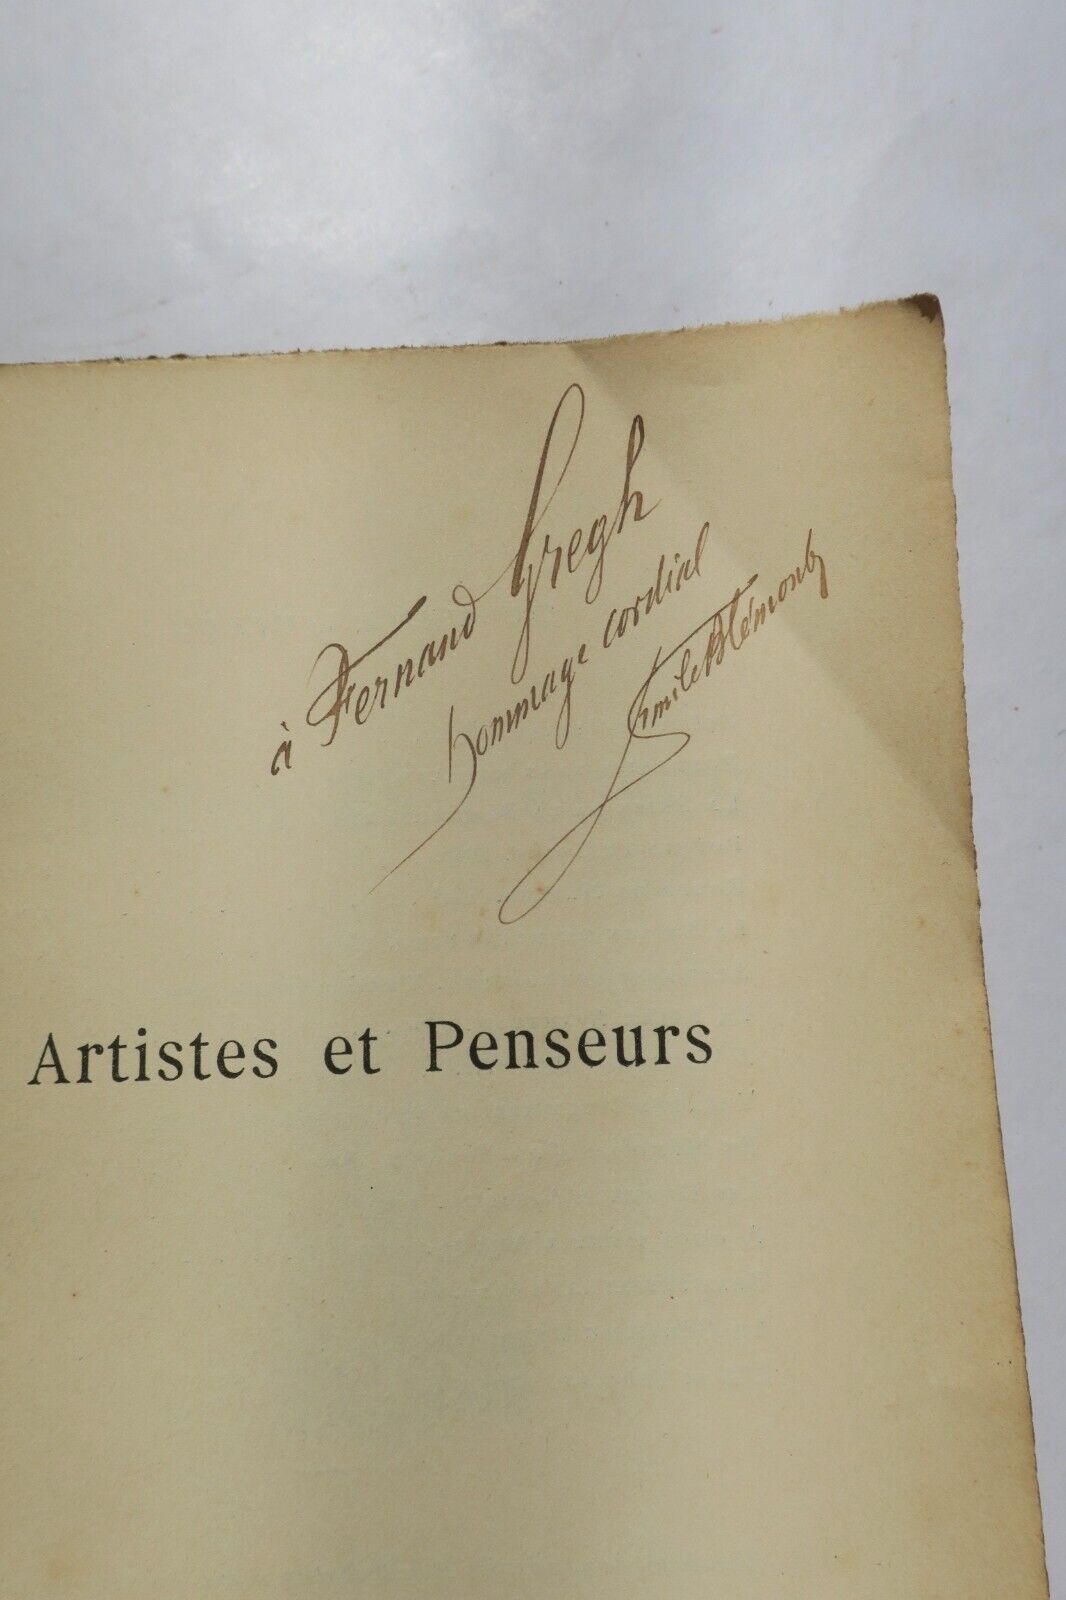 à Fernand Gregh
hommage cordial
Emile Blémont
Artistes et Penseurs